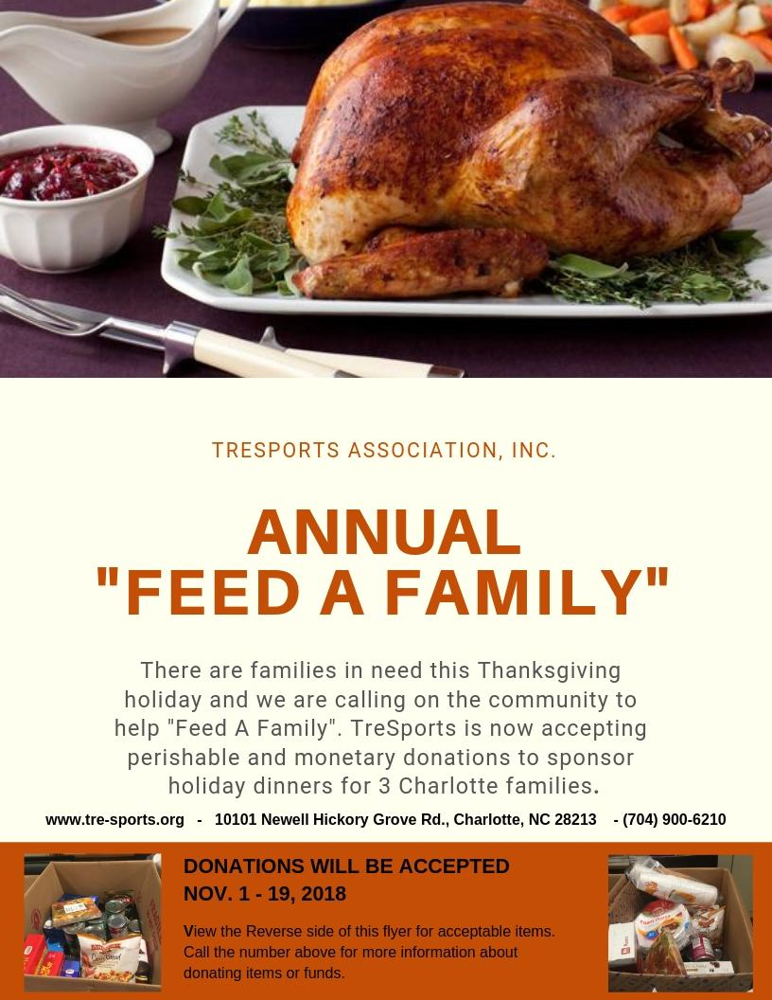 TRESPORTS ASSOCIATION, INC.
ANNUAL
"FEED A FAMILY"
There are families in need this Thanksgiving
holiday and we are calling on the community to
help "Feed A Family". TreSports is now accepting
perishable and monetary donations to sponsor
holiday dinners for 3 Charlotte families.
www.tre-sports.org - 10101 Newell Hickory Grove Rd., Charlotte, NC 28213 - (704) 900-6210
DONATIONS WILL BE ACCEPTED
NOV. 1 - 19, 2018
View the Reverse side of this flyer for acceptable items.
Call the number above for more information about
donating items or funds.